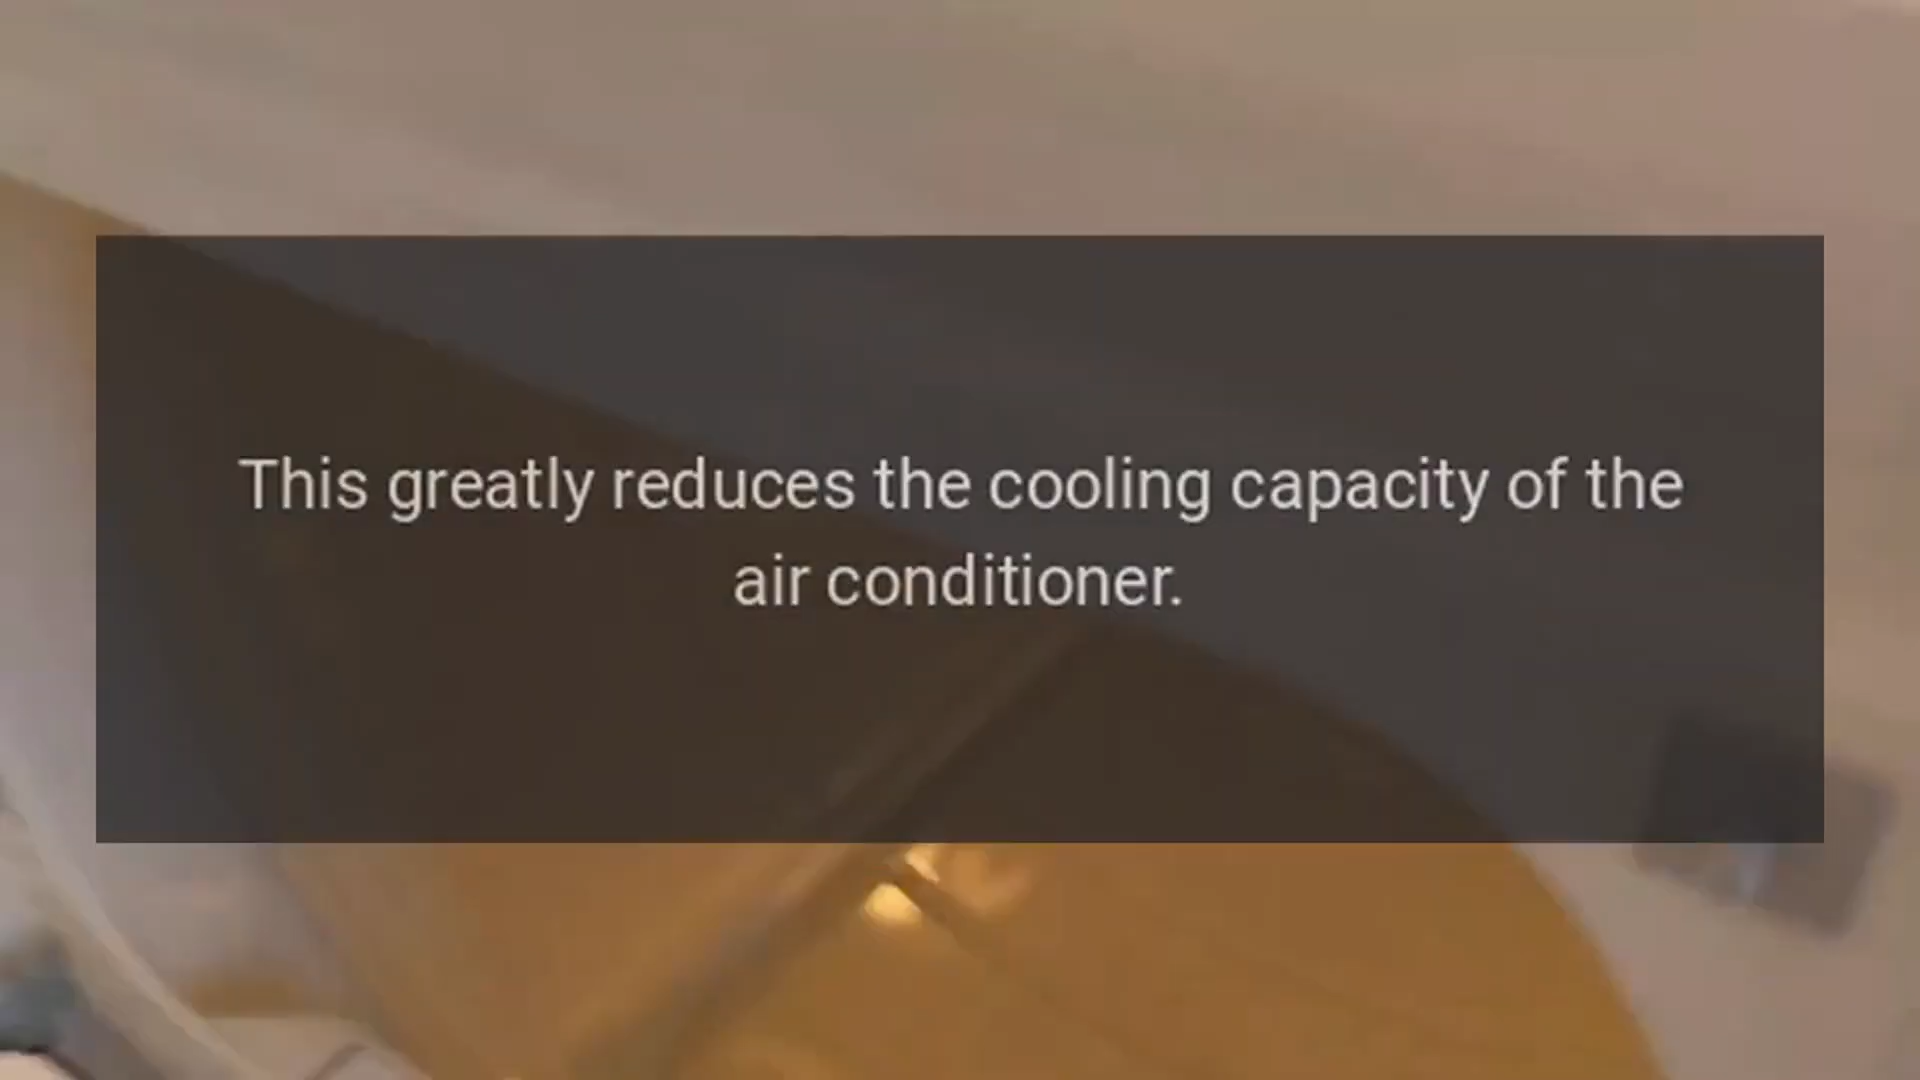 This greatly reduces the cooling capacity of the
air conditioner.